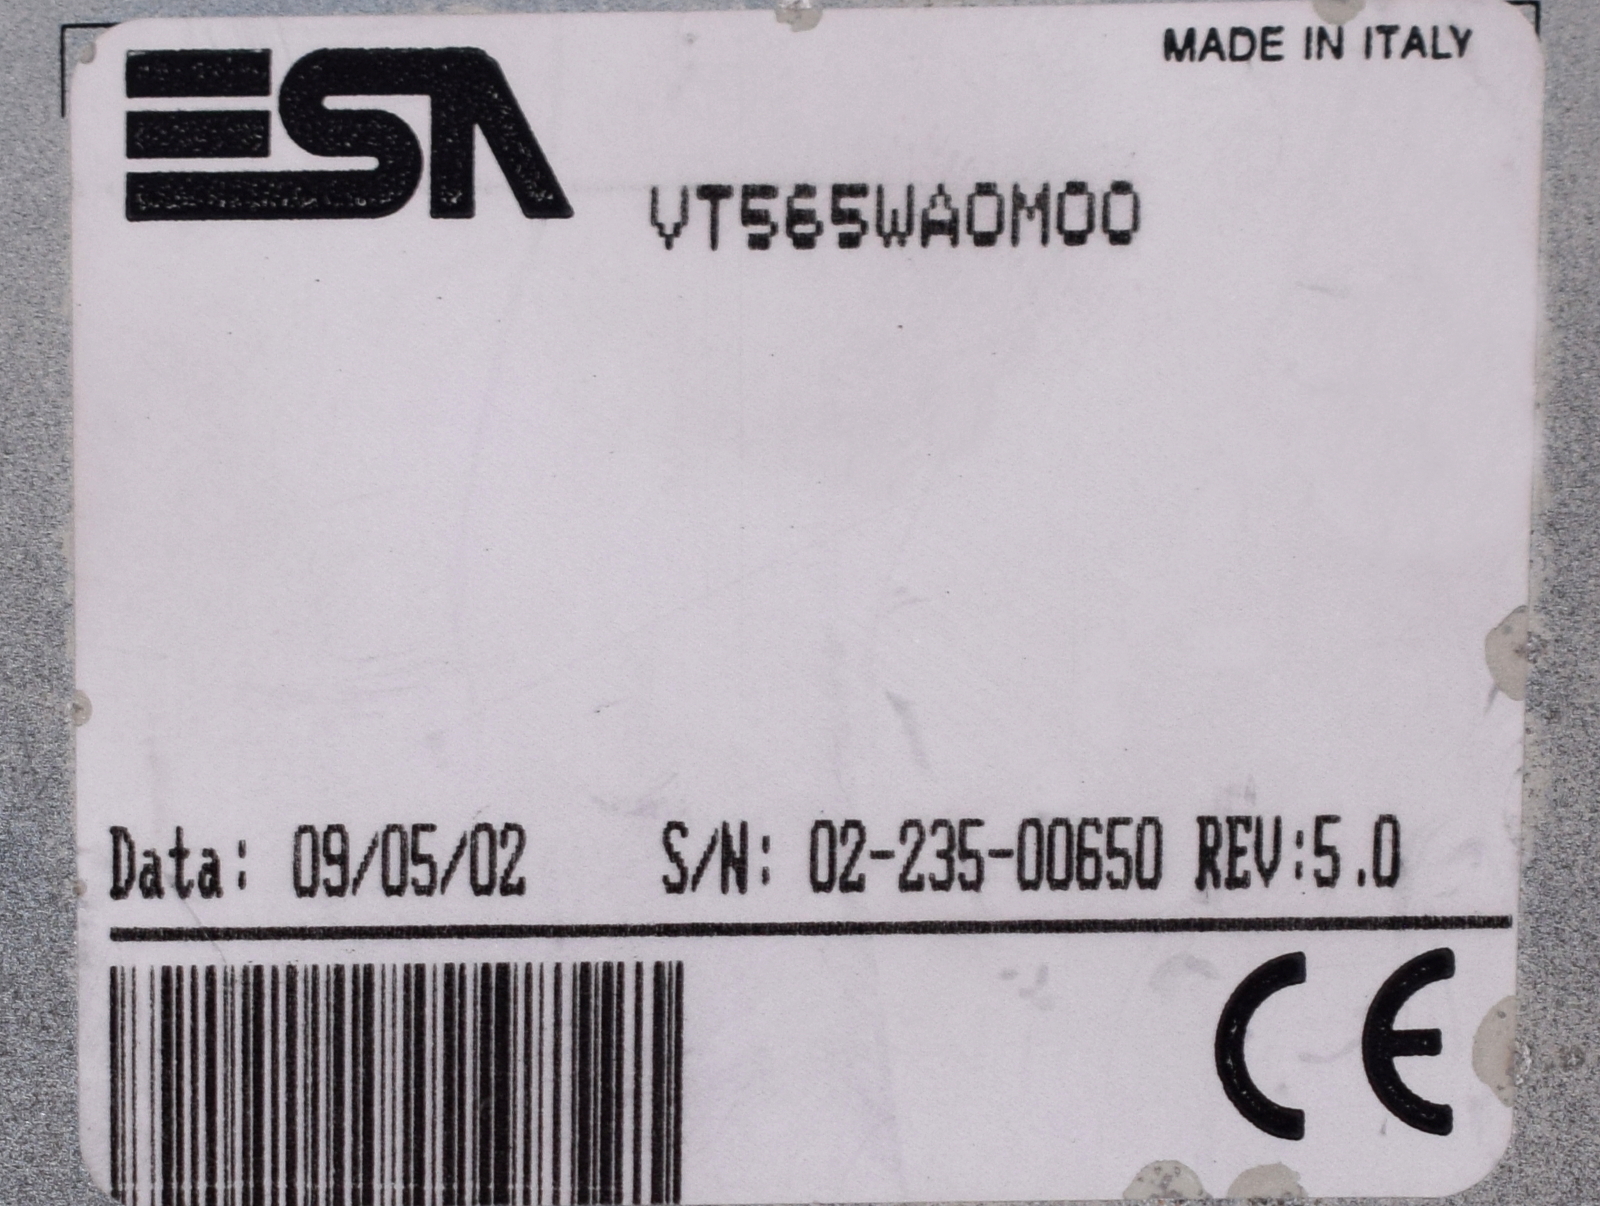 MADE IN ITALY
ESA
VT565WA0M00
Data: 09/05/02 S/N: 02-235-00650 REV:5.0
CE